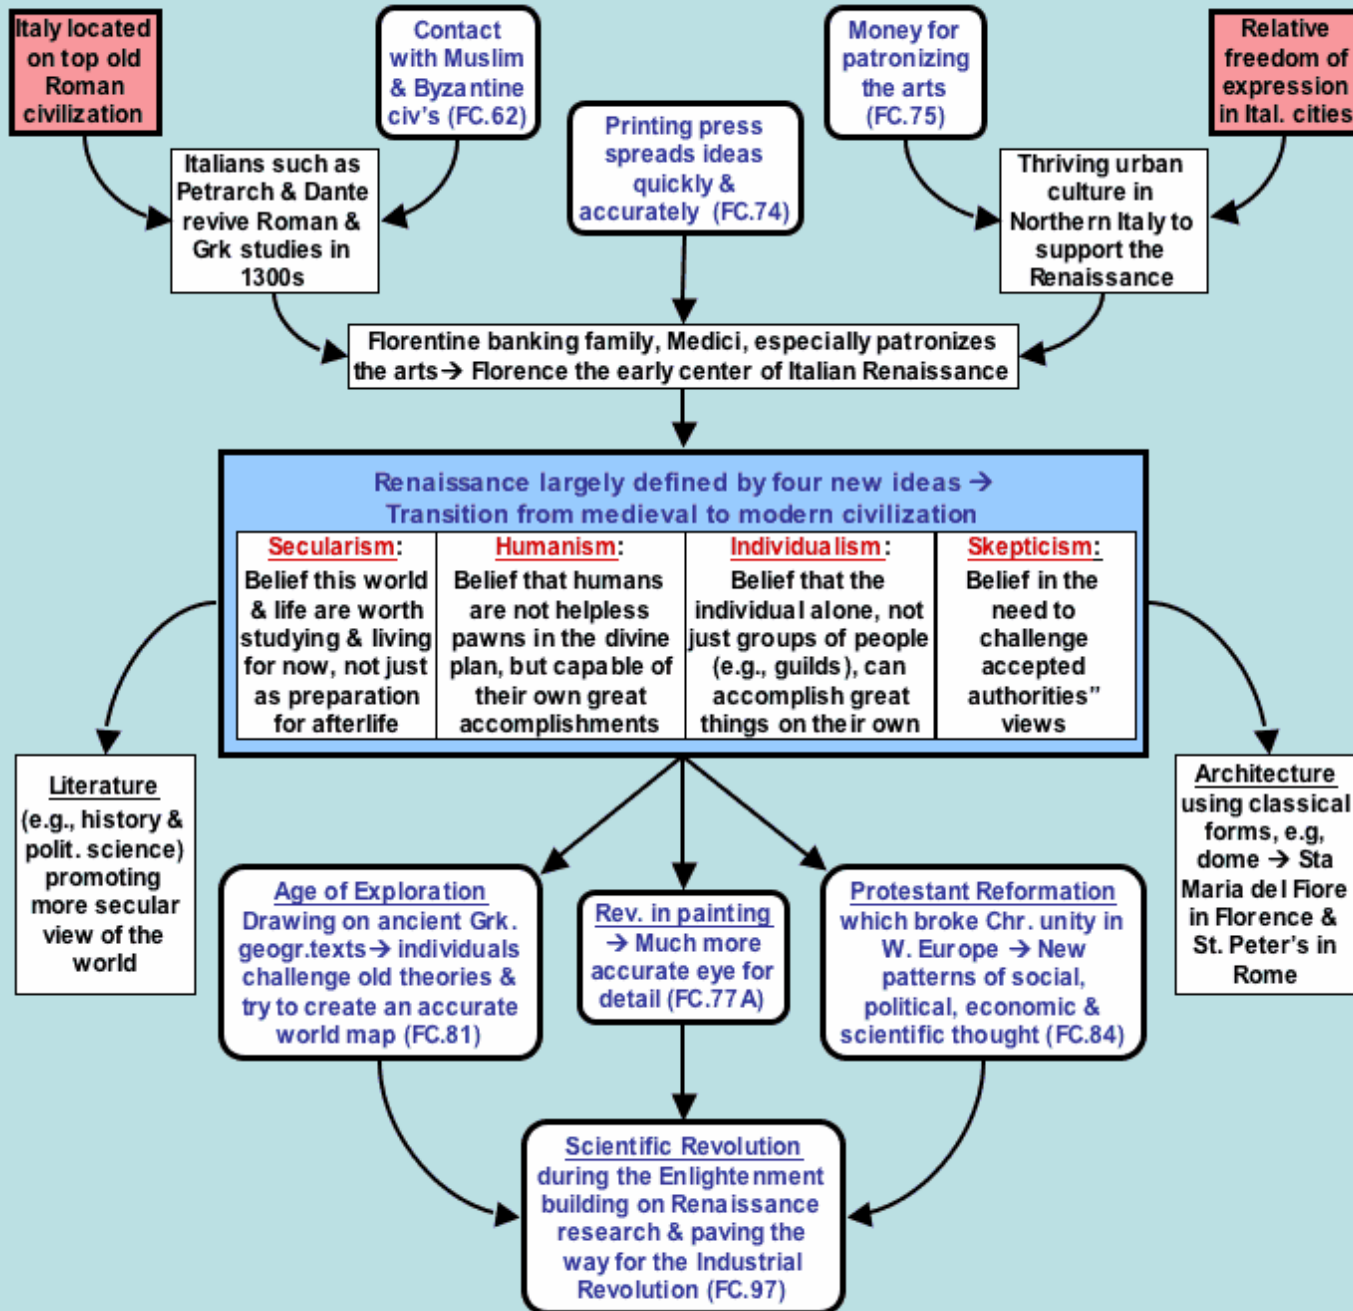 Italy located
on top old
Roman
civilization
Contact
with Muslim
& Byzantine
civ's (FC.62)
Printing press
spreads ideas
quickly &
accurately (FC.74)
Money for
patronizing
the arts
(FC.75)
Relative
freedom of
expression
in Ital. cities
Italians such as
Petrarch & Dante
revive Roman &
Grk studies in
1300s
Thriving urban
culture in
Northern Italy to
support the
Renaissance
Florentine banking family, Medici, especially patronizes
the arts→ Florence the early center of Italian Renaissance
Renaissance largely defined by four new ideas →
Transition from medieval to modern civilization
Secularism:
Belief this world
& life are worth
studying & living
for now, not just
as preparation
for afterlife
Humanism:
Belief that humans
are not helpless
pawns in the divine
plan, but capable of
their own great
accomplishments
Individualism:
Belief that the
individual alone, not
just groups of people
(e.g., guilds), can
accomplish great
things on their own
Skepticism:
Belief in the
need to
challenge
accepted
authorities”
views
Literature
(e.g., history &
polit. science)
promoting
more secular
view of the
world
Age of Exploration
Drawing on ancient Grk.
geogr.texts→ individuals
challenge old theories &
try to create an accurate
world map (FC.81)
Rev. in painting
→ Much more
accurate eye for
detail (FC.77A)
Protestant Reformation
which broke Chr. unity in
W. Europe → New
patterns of social,
political, economic &
scientific thought (FC.84)
Architecture
using classical
forms, e.g,
dome → Sta
Maria del Fiore
in Florence &
St. Peter's in
Rome
Scientific Revolution
during the Enlightenment
building on Renaissance
research & paving the
way for the Industrial
Revolution (FC.97)